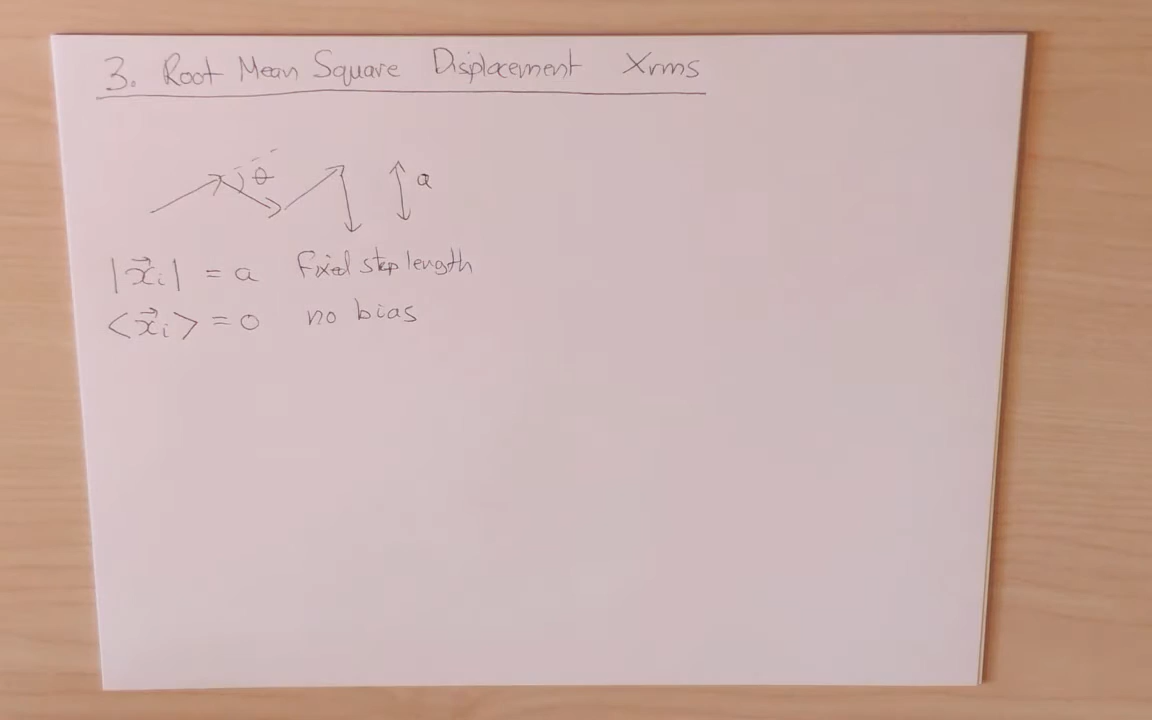 3. Root Mean Square Displacement Xrms
θ a
|x⃗ᵢ| = a fixed step length
<x⃗ᵢ> = 0 no bias